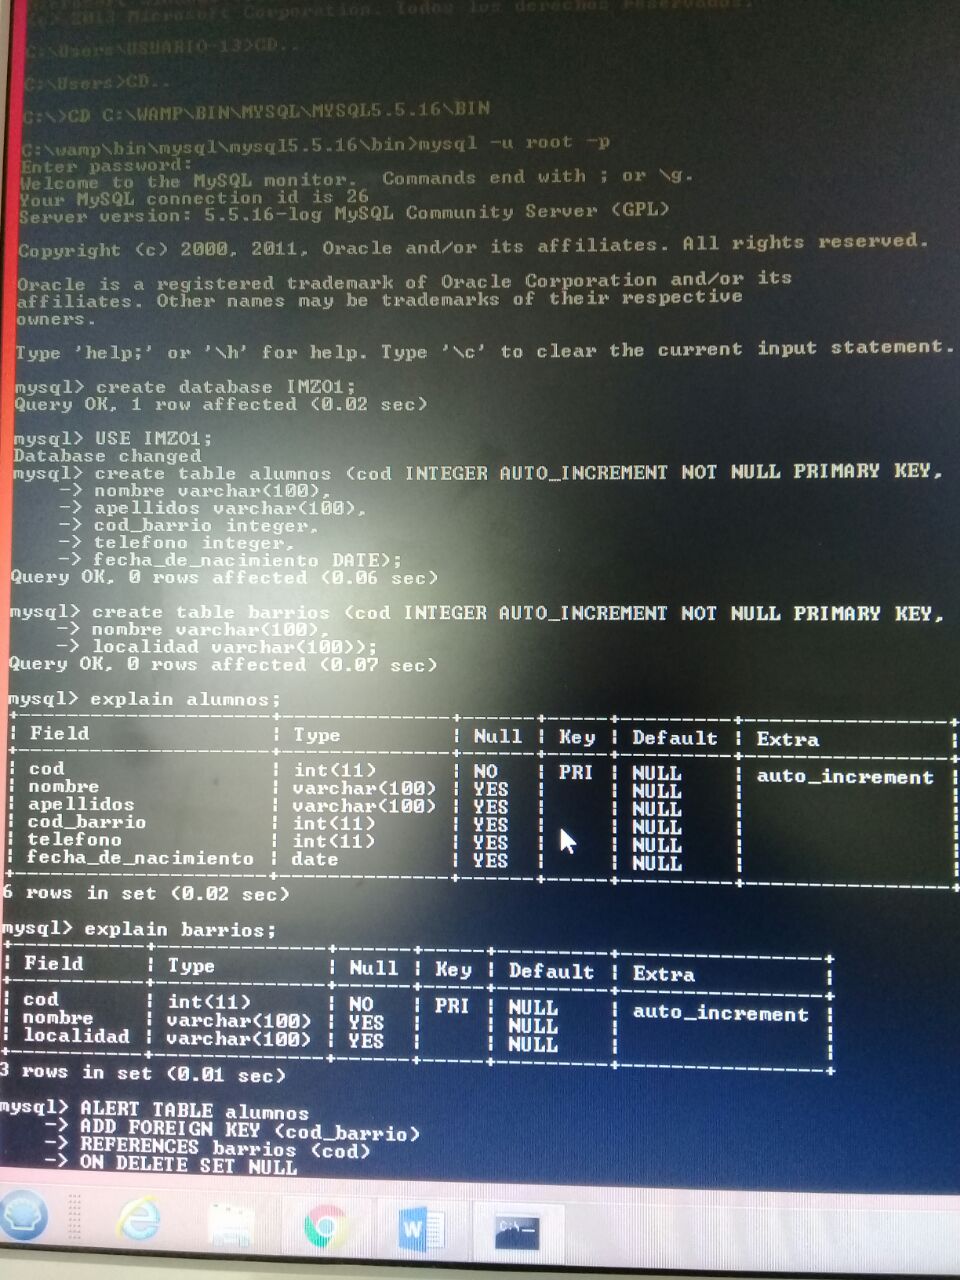 (c) 2013 Microsoft Corporation. Todos los derechos reservados.
C:\Users\USUARIO-13>CD..
C:\Users>CD..
C:\>CD C:\WAMP\BIN\MYSQL\MYSQL5.5.16\BIN
C:\wamp\bin\mysql\mysql5.5.16\bin>mysql -u root -p
Enter password:
Welcome to the MySQL monitor.  Commands end with ; or \g.
Your MySQL connection id is 26
Server version: 5.5.16-log MySQL Community Server (GPL)
Copyright (c) 2000, 2011, Oracle and/or its affiliates. All rights reserved.
Oracle is a registered trademark of Oracle Corporation and/or its
affiliates. Other names may be trademarks of their respective
owners.
Type 'help;' or '\h' for help. Type '\c' to clear the current input statement.
mysql> create database IMZO1;
Query OK, 1 row affected (0.02 sec)
mysql> USE IMZO1;
Database changed
mysql> create table alumnos (cod INTEGER AUTO_INCREMENT NOT NULL PRIMARY KEY,
-> nombre varchar(100),
-> apellidos varchar(100),
-> cod_barrio integer,
-> telefono integer,
-> fecha_de_nacimiento DATE);
Query OK, 0 rows affected (0.06 sec)
mysql> create table barrios (cod INTEGER AUTO_INCREMENT NOT NULL PRIMARY KEY,
-> nombre varchar(100),
-> localidad varchar(100));
Query OK, 0 rows affected (0.07 sec)
mysql> explain alumnos;
| Field | Type | Null | Key | Default | Extra |
| cod | int(11) | NO | PRI | NULL | auto_increment |
| nombre | varchar(100) | YES | | NULL | |
| apellidos | varchar(100) | YES | | NULL | |
| cod_barrio | int(11) | YES | | NULL | |
| telefono | int(11) | YES | | NULL | |
| fecha_de_nacimiento | date | YES | | NULL | |
6 rows in set (0.02 sec)
mysql> explain barrios;
| Field | Type | Null | Key | Default | Extra |
| cod | int(11) | NO | PRI | NULL | auto_increment |
| nombre | varchar(100) | YES | | NULL | |
| localidad | varchar(100) | YES | | NULL | |
3 rows in set (0.01 sec)
mysql> ALERT TABLE alumnos
-> ADD FOREIGN KEY (cod_barrio)
-> REFERENCES barrios (cod)
-> ON DELETE SET NULL